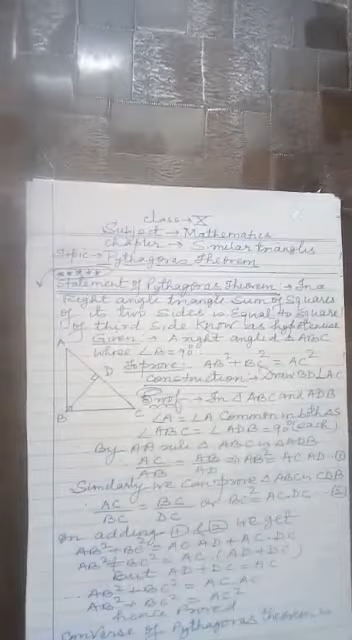 class → X
Subject → Mathematics
chapter → Similar triangles
Topic → Pythagoras Theorem
Statement of Pythagoras Theorem → In a
Right angle triangle Sum of Squares
of its two sides is Equal to Square
of third side Know as hypotenuse
Given → A right angled Δ ABC
whose ∠B = 90°
To prove:- AB² + BC² = AC²
construction → Draw BD ⊥ AC
Proof → In Δ ABC and ADB
∠A = ∠A Common in both Δs
∠ABC = ∠ADB = 90° (each)
By AA rule Δ ABC ~ ΔADB
AC/AB = AB/AD ⇒ AB² = AC·AD - ①
Similarly we can prove Δ ABC ~ CDB
∴ AC/BC = BC/DC or BC² = AC·DC - ②
On adding ① & ② we get
AB² + BC² = AC·AD + AC·DC
AB² + BC² = AC·(AD + DC)
But AD + DC = AC
AB² + BC² = AC·AC
AB² + BC² = AC²
hence Proved
Converse of Pythagoras theorem
A
D
B
C